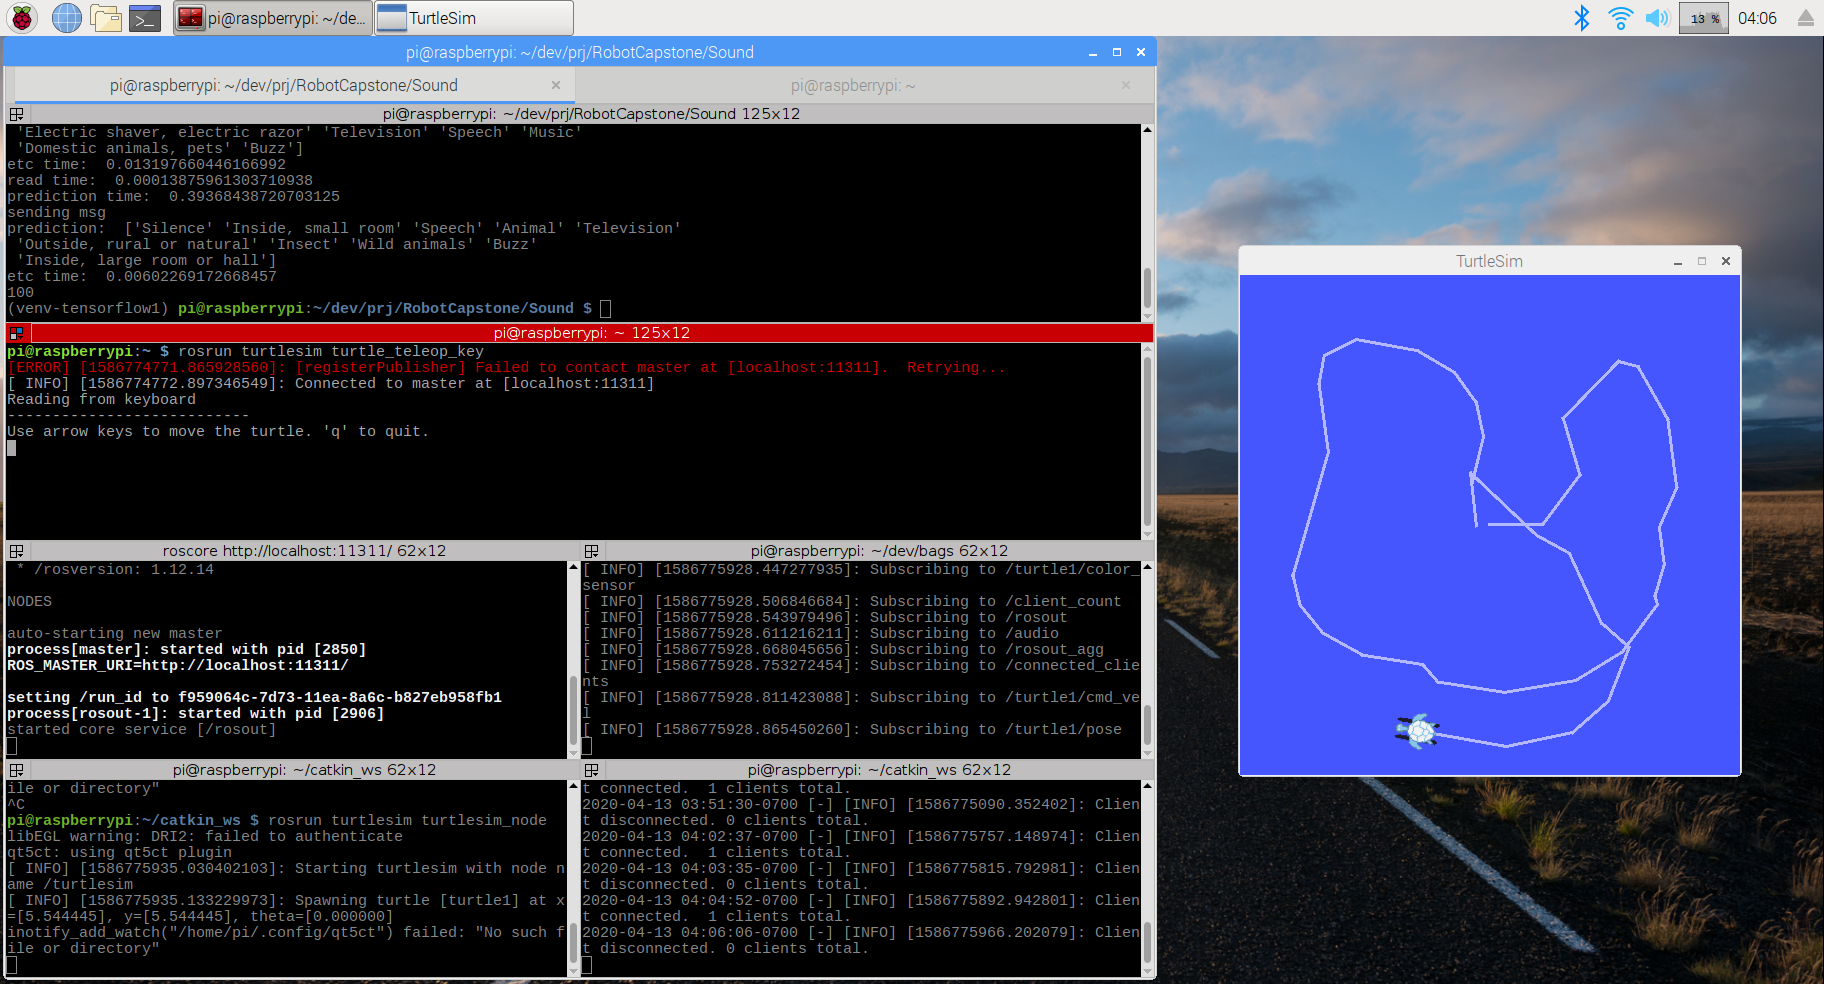 pi@raspberrypi: ~/de...
TurtleSim
13 %
04:06
pi@raspberrypi: ~/dev/prj/RobotCapstone/Sound
pi@raspberrypi: ~/dev/prj/RobotCapstone/Sound
pi@raspberrypi: ~
pi@raspberrypi: ~/dev/prj/RobotCapstone/Sound 125x12
'Electric shaver, electric razor' 'Television' 'Speech' 'Music'
'Domestic animals, pets' 'Buzz']
etc time:  0.013197660446166992
read time:  0.00013875961303710938
prediction time:  0.39368438720703125
sending msg
prediction:  ['Silence' 'Inside, small room' 'Speech' 'Animal' 'Television'
'Outside, rural or natural' 'Insect' 'Wild animals' 'Buzz'
'Inside, large room or hall']
etc time:  0.00602269172668457
100
(venv-tensorflow1) pi@raspberrypi:~/dev/prj/RobotCapstone/Sound $
pi@raspberrypi: ~ 125x12
pi@raspberrypi:~ $ rosrun turtlesim turtle_teleop_key
[ERROR] [1586774771.865928560]: [registerPublisher] Failed to contact master at [localhost:11311].  Retrying...
[ INFO] [1586774772.897346549]: Connected to master at [localhost:11311]
Reading from keyboard
---------------------------
Use arrow keys to move the turtle. 'q' to quit.
roscore http://localhost:11311/ 62x12
* /rosversion: 1.12.14
NODES
auto-starting new master
process[master]: started with pid [2850]
ROS_MASTER_URI=http://localhost:11311/
setting /run_id to f959064c-7d73-11ea-8a6c-b827eb958fb1
process[rosout-1]: started with pid [2906]
started core service [/rosout]
pi@raspberrypi: ~/dev/bags 62x12
[ INFO] [1586775928.447277935]: Subscribing to /turtle1/color_
sensor
[ INFO] [1586775928.506846684]: Subscribing to /client_count
[ INFO] [1586775928.543979496]: Subscribing to /rosout
[ INFO] [1586775928.611216211]: Subscribing to /audio
[ INFO] [1586775928.668045656]: Subscribing to /rosout_agg
[ INFO] [1586775928.753272454]: Subscribing to /connected_clie
nts
[ INFO] [1586775928.811423088]: Subscribing to /turtle1/cmd_ve
l
[ INFO] [1586775928.865450260]: Subscribing to /turtle1/pose
pi@raspberrypi: ~/catkin_ws 62x12
ile or directory"
^C
pi@raspberrypi:~/catkin_ws $ rosrun turtlesim turtlesim_node
libEGL warning: DRI2: failed to authenticate
qt5ct: using qt5ct plugin
[ INFO] [1586775935.030402103]: Starting turtlesim with node n
ame /turtlesim
[ INFO] [1586775935.133229973]: Spawning turtle [turtle1] at x
=[5.544445], y=[5.544445], theta=[0.000000]
inotify_add_watch("/home/pi/.config/qt5ct") failed: "No such f
ile or directory"
pi@raspberrypi: ~/catkin_ws 62x12
t connected.  1 clients total.
2020-04-13 03:51:30-0700 [-] [INFO] [1586775090.352402]: Clien
t disconnected. 0 clients total.
2020-04-13 04:02:37-0700 [-] [INFO] [1586775757.148974]: Clien
t connected.  1 clients total.
2020-04-13 04:03:35-0700 [-] [INFO] [1586775815.792981]: Clien
t disconnected. 0 clients total.
2020-04-13 04:04:52-0700 [-] [INFO] [1586775892.942801]: Clien
t connected.  1 clients total.
2020-04-13 04:06:06-0700 [-] [INFO] [1586775966.202079]: Clien
t disconnected. 0 clients total.
TurtleSim